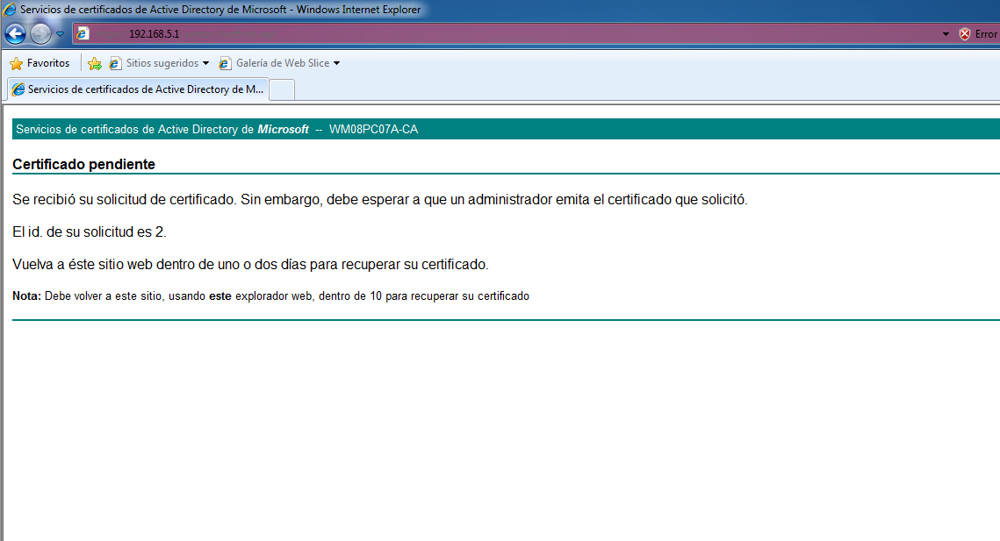 Servicios de certificados de Active Directory de Microsoft - Windows Internet Explorer
192.168.5.1
Error
Favoritos
Sitios sugeridos
Galería de Web Slice
Servicios de certificados de Active Directory de M...
Servicios de certificados de Active Directory de Microsoft -- WM08PC07A-CA
Certificado pendiente
Se recibió su solicitud de certificado. Sin embargo, debe esperar a que un administrador emita el certificado que solicitó.
El id. de su solicitud es 2.
Vuelva a éste sitio web dentro de uno o dos días para recuperar su certificado.
Nota: Debe volver a este sitio, usando este explorador web, dentro de 10 para recuperar su certificado